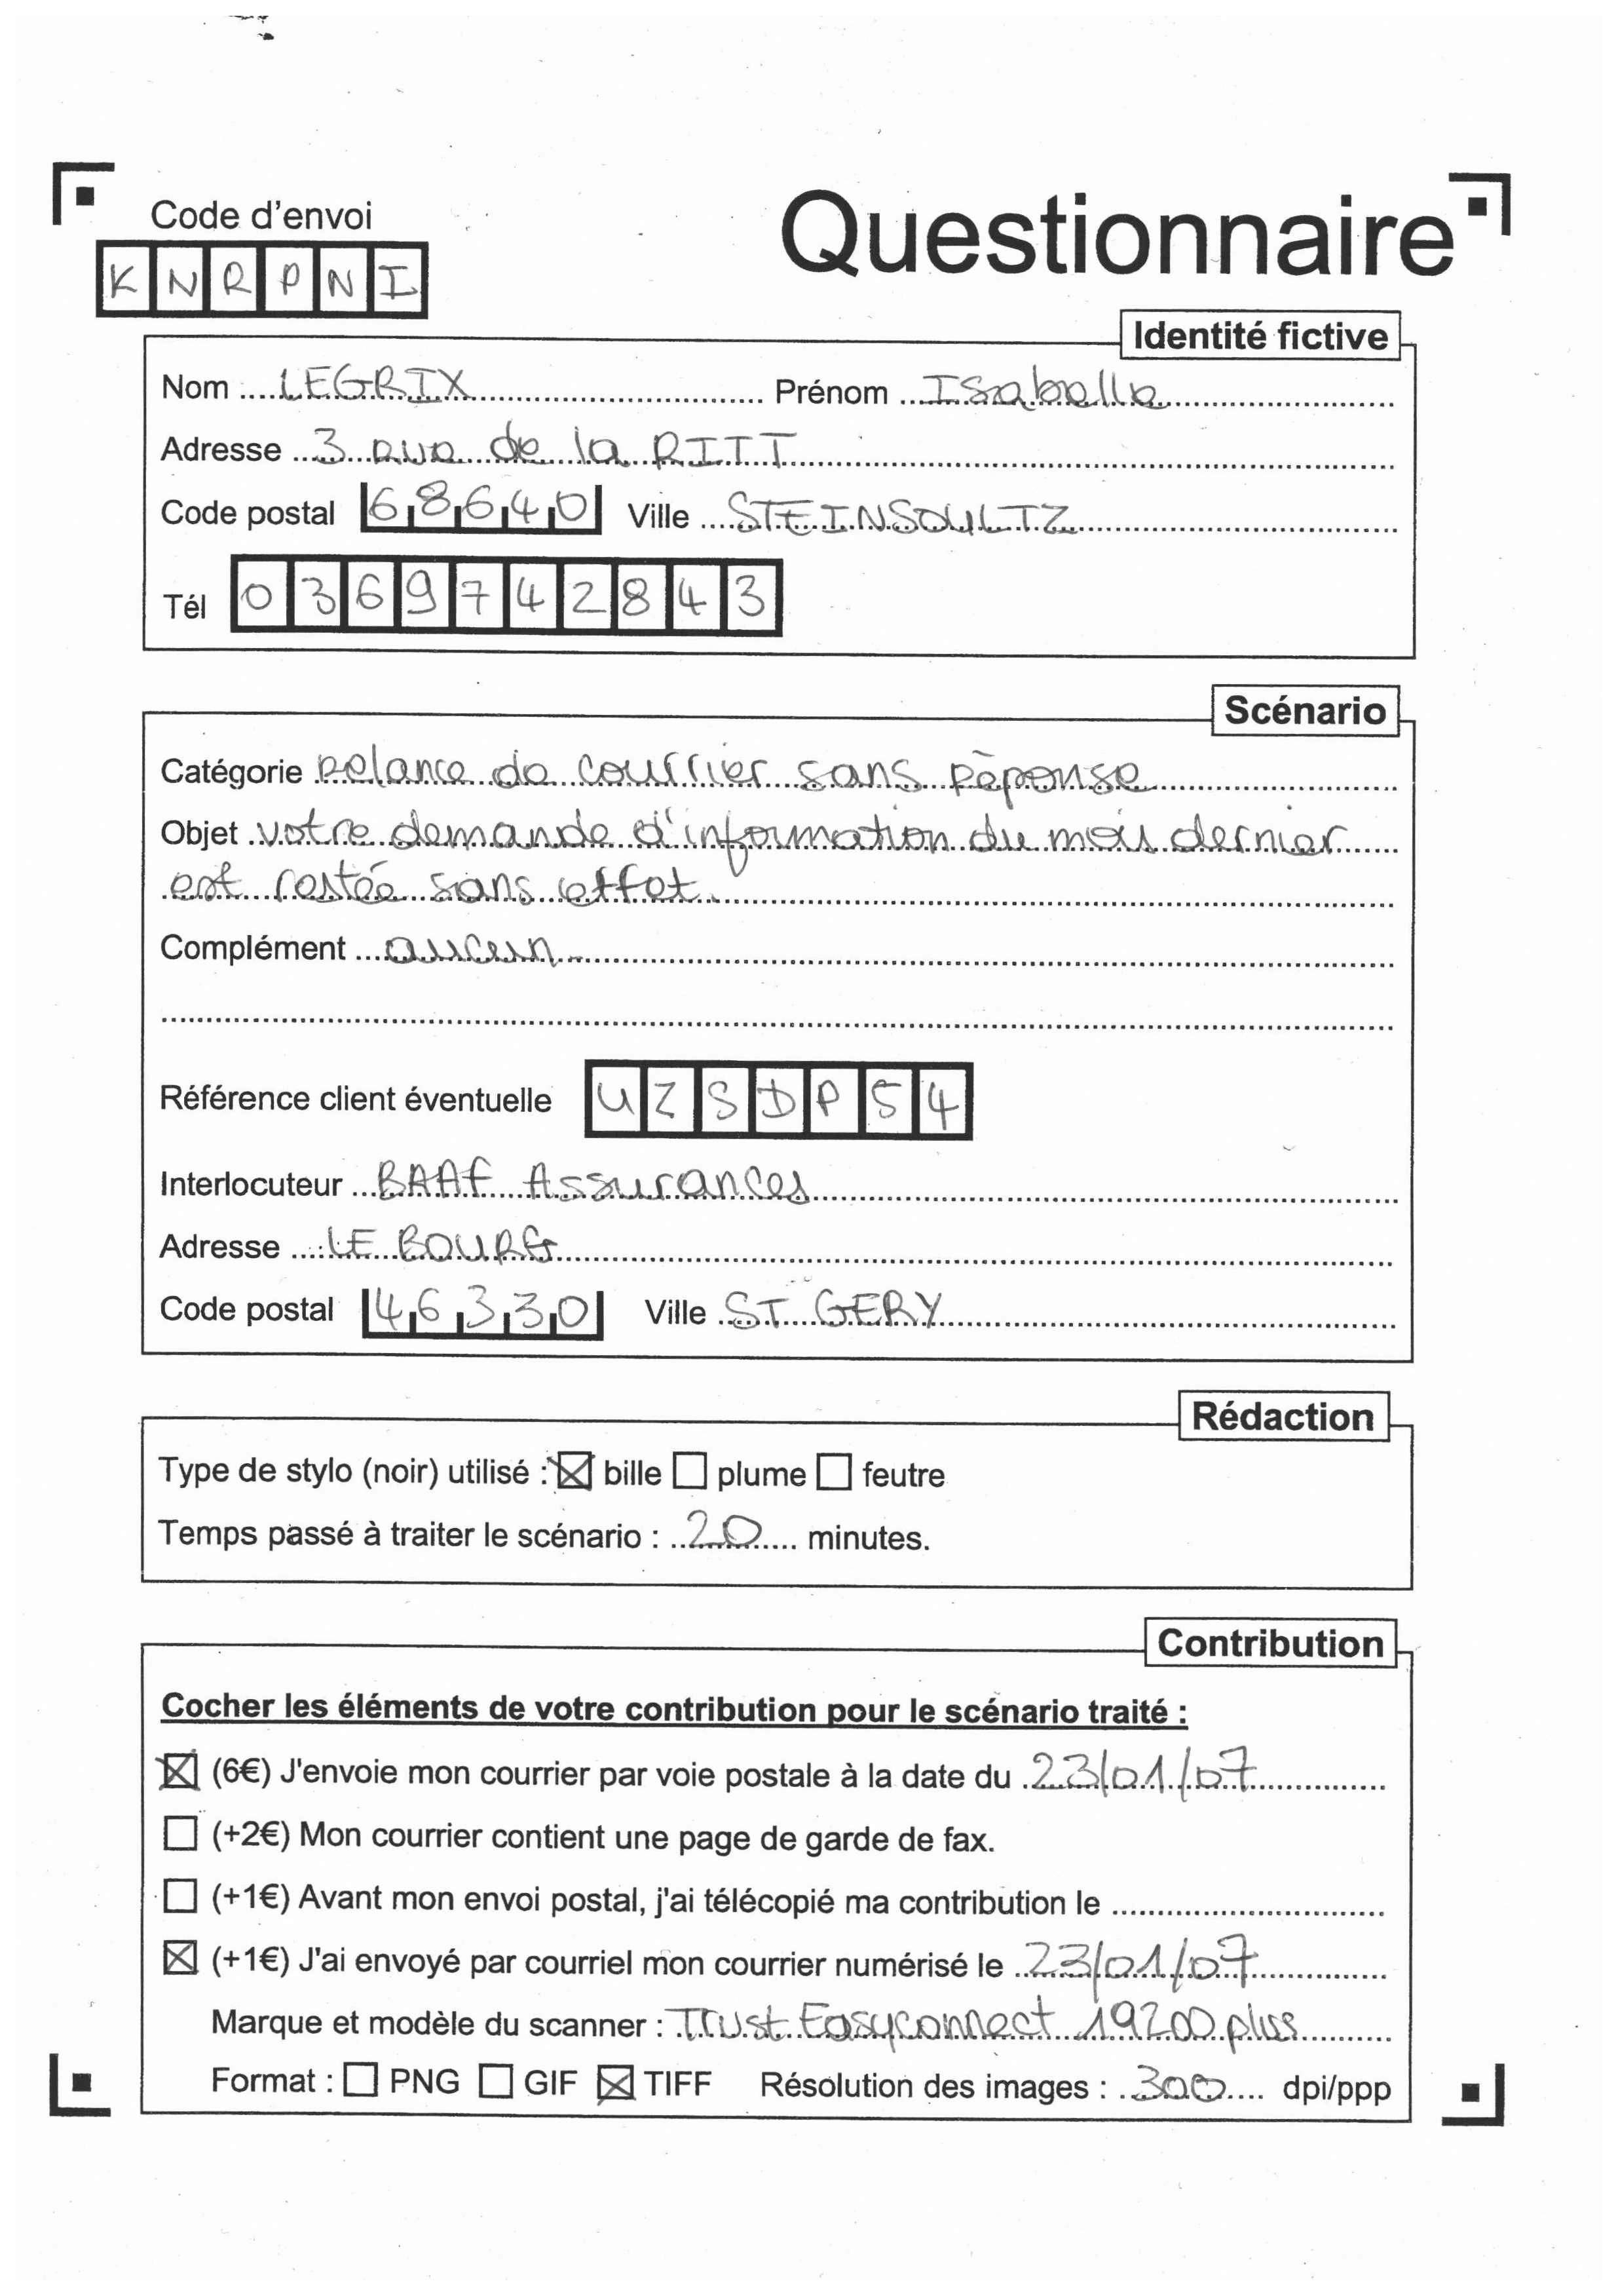 Code d'envoi
Questionnaire
KNRPNI
Identité fictive
Nom LEGRIX Prénom Isabelle
Adresse 3 rue de la RITT
Code postal 68640 Ville STEINSOULTZ
Tél 0369742843
Scénario
Catégorie relance de courrier sans réponse
Objet votre demande d'information du mois dernier
est restée sans effet.
Complément aucun
Référence client éventuelle UZSDP54
Interlocuteur BAAF Assurances
Adresse LE BOURG
Code postal 46330 Ville ST GERY
Rédaction
Type de stylo (noir) utilisé : ☒ bille ☐ plume ☐ feutre
Temps passé à traiter le scénario : 20 minutes.
Contribution
Cocher les éléments de votre contribution pour le scénario traité :
☒ (6€) J'envoie mon courrier par voie postale à la date du 23/01/07
☐ (+2€) Mon courrier contient une page de garde de fax.
☐ (+1€) Avant mon envoi postal, j'ai télécopié ma contribution le
☒ (+1€) J'ai envoyé par courriel mon courrier numérisé le 23/01/07
Marque et modèle du scanner : Trust Easyconnect 19200 plus
Format : ☐ PNG ☐ GIF ☒ TIFF Résolution des images : 300 dpi/ppp